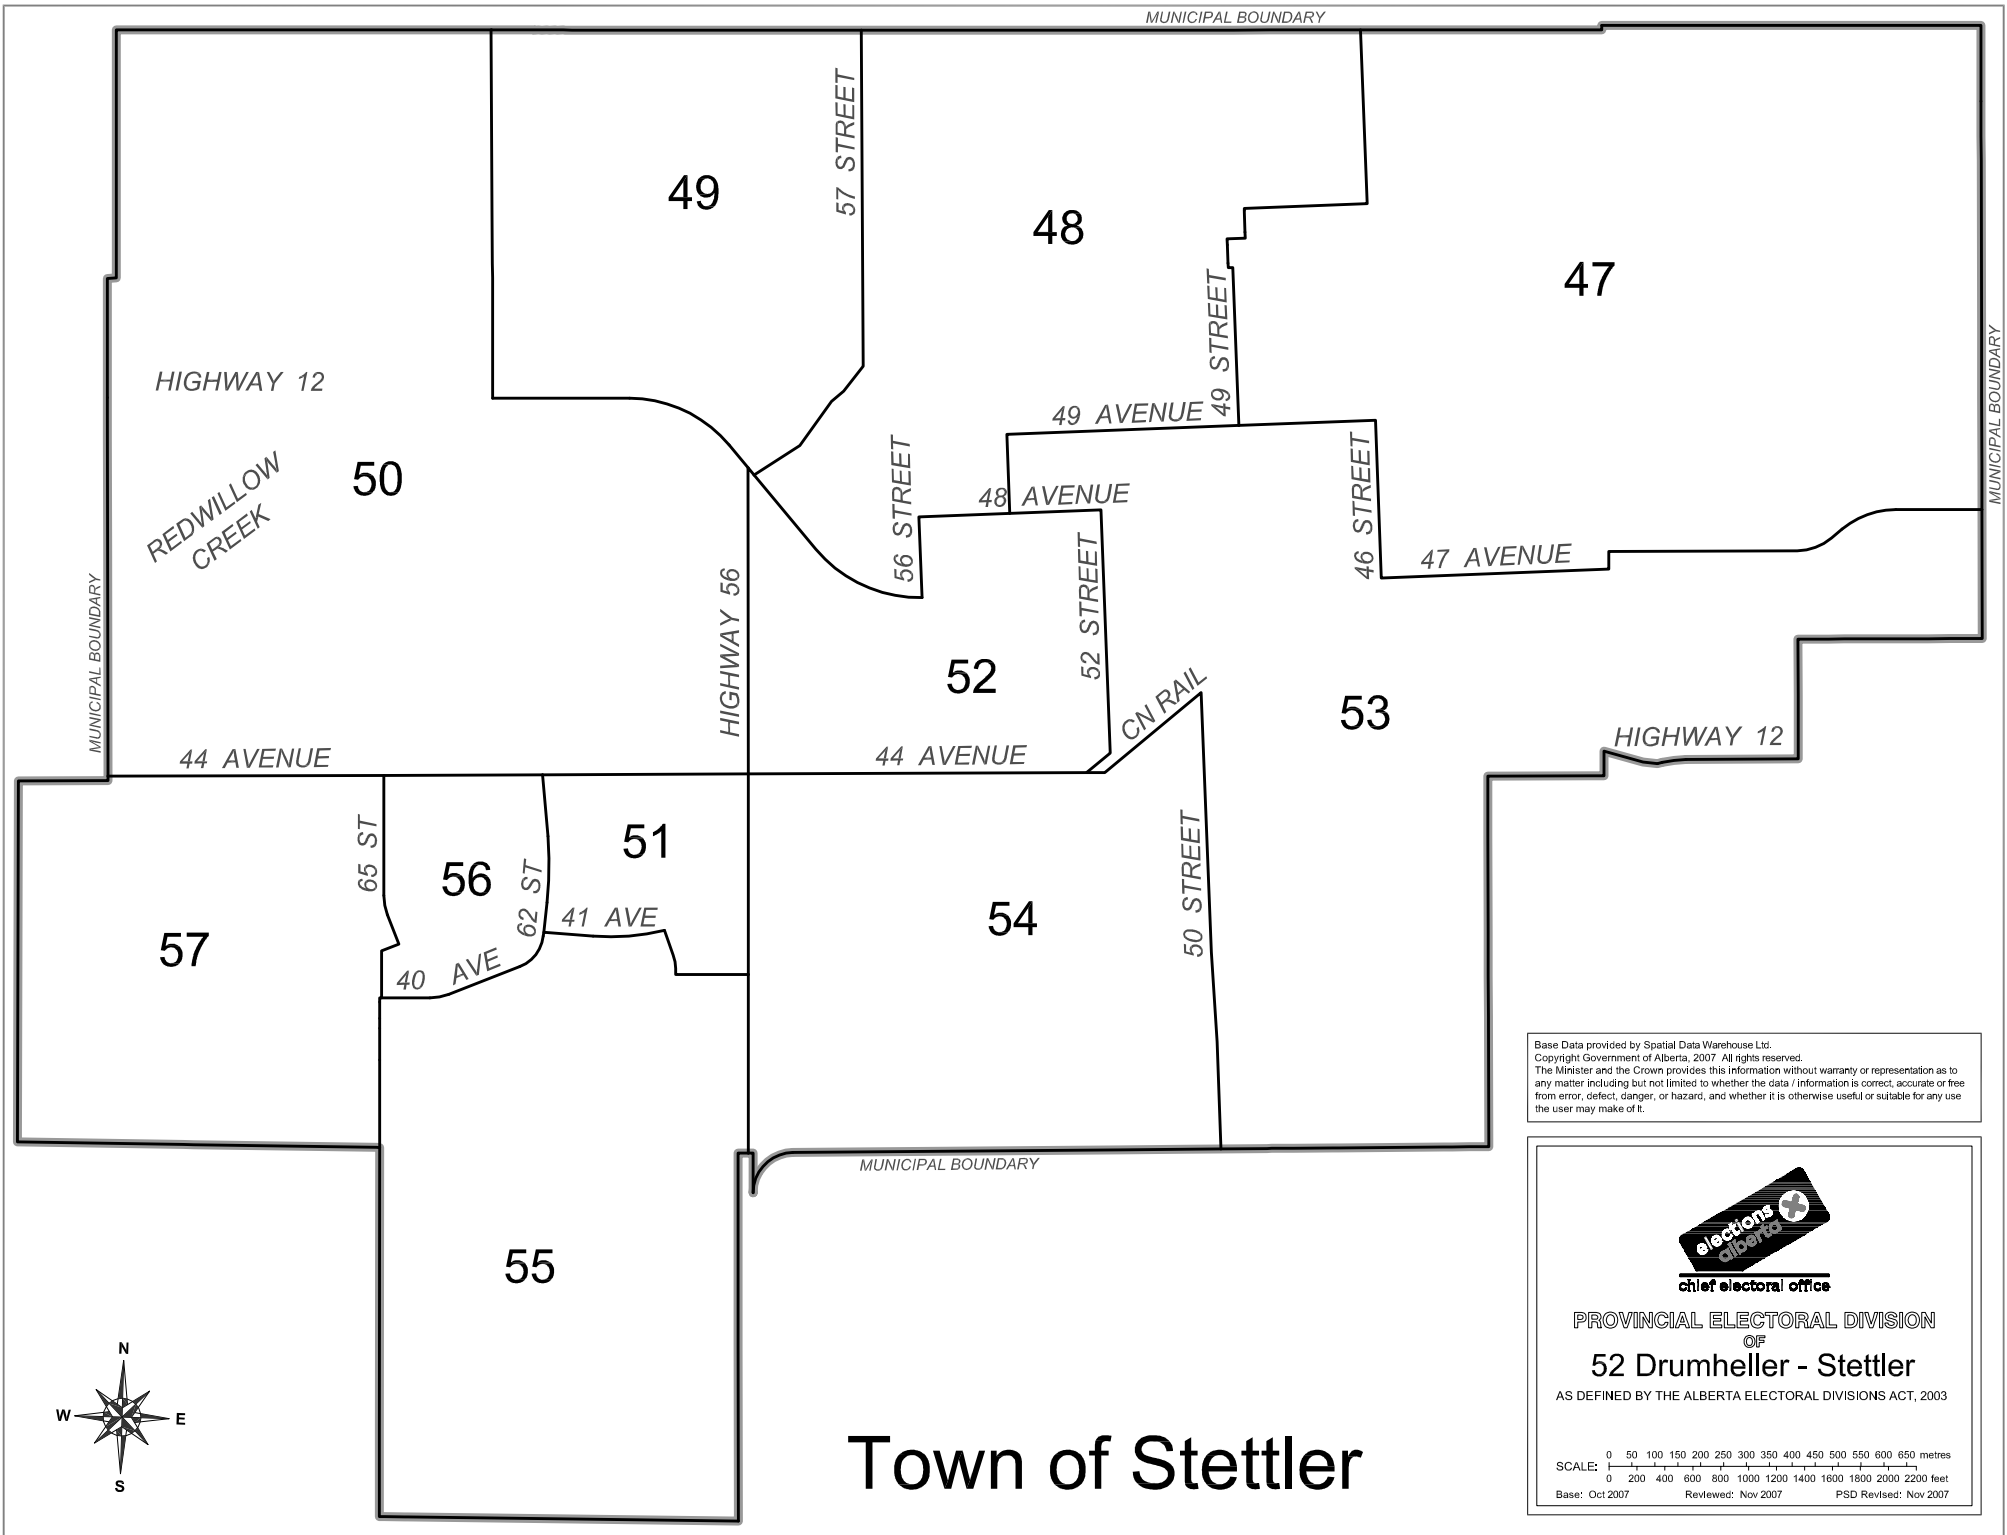 MUNICIPAL BOUNDARY
57 STREET
49
48
47
49 STREET
MUNICIPAL BOUNDARY
HIGHWAY 12
49 AVENUE
REDWILLOW
CREEK
50
56 STREET
48 AVENUE
46 STREET
47 AVENUE
MUNICIPAL BOUNDARY
HIGHWAY 56
52 STREET
52
CN RAIL
53
HIGHWAY 12
44 AVENUE
44 AVENUE
65 ST
56
62 ST
51
41 AVE
50 STREET
54
57
40 AVE
MUNICIPAL BOUNDARY
55
Base Data provided by Spatial Data Warehouse Ltd.
Copyright Government of Alberta, 2007 All rights reserved.
The Minister and the Crown provides this information without warranty or representation as to
any matter including but not limited to whether the data / information is correct, accurate or free
from error, defect, danger, or hazard, and whether it is otherwise useful or suitable for any use
the user may make of it.
elections
alberta
chief electoral office
PROVINCIAL ELECTORAL DIVISION
OF
52 Drumheller - Stettler
AS DEFINED BY THE ALBERTA ELECTORAL DIVISIONS ACT, 2003
0 50 100 150 200 250 300 350 400 450 500 550 600 650 metres
SCALE:
0 200 400 600 800 1000 1200 1400 1600 1800 2000 2200 feet
Base: Oct 2007 Reviewed: Nov 2007 PSD Revised: Nov 2007
N
W E
S
Town of Stettler